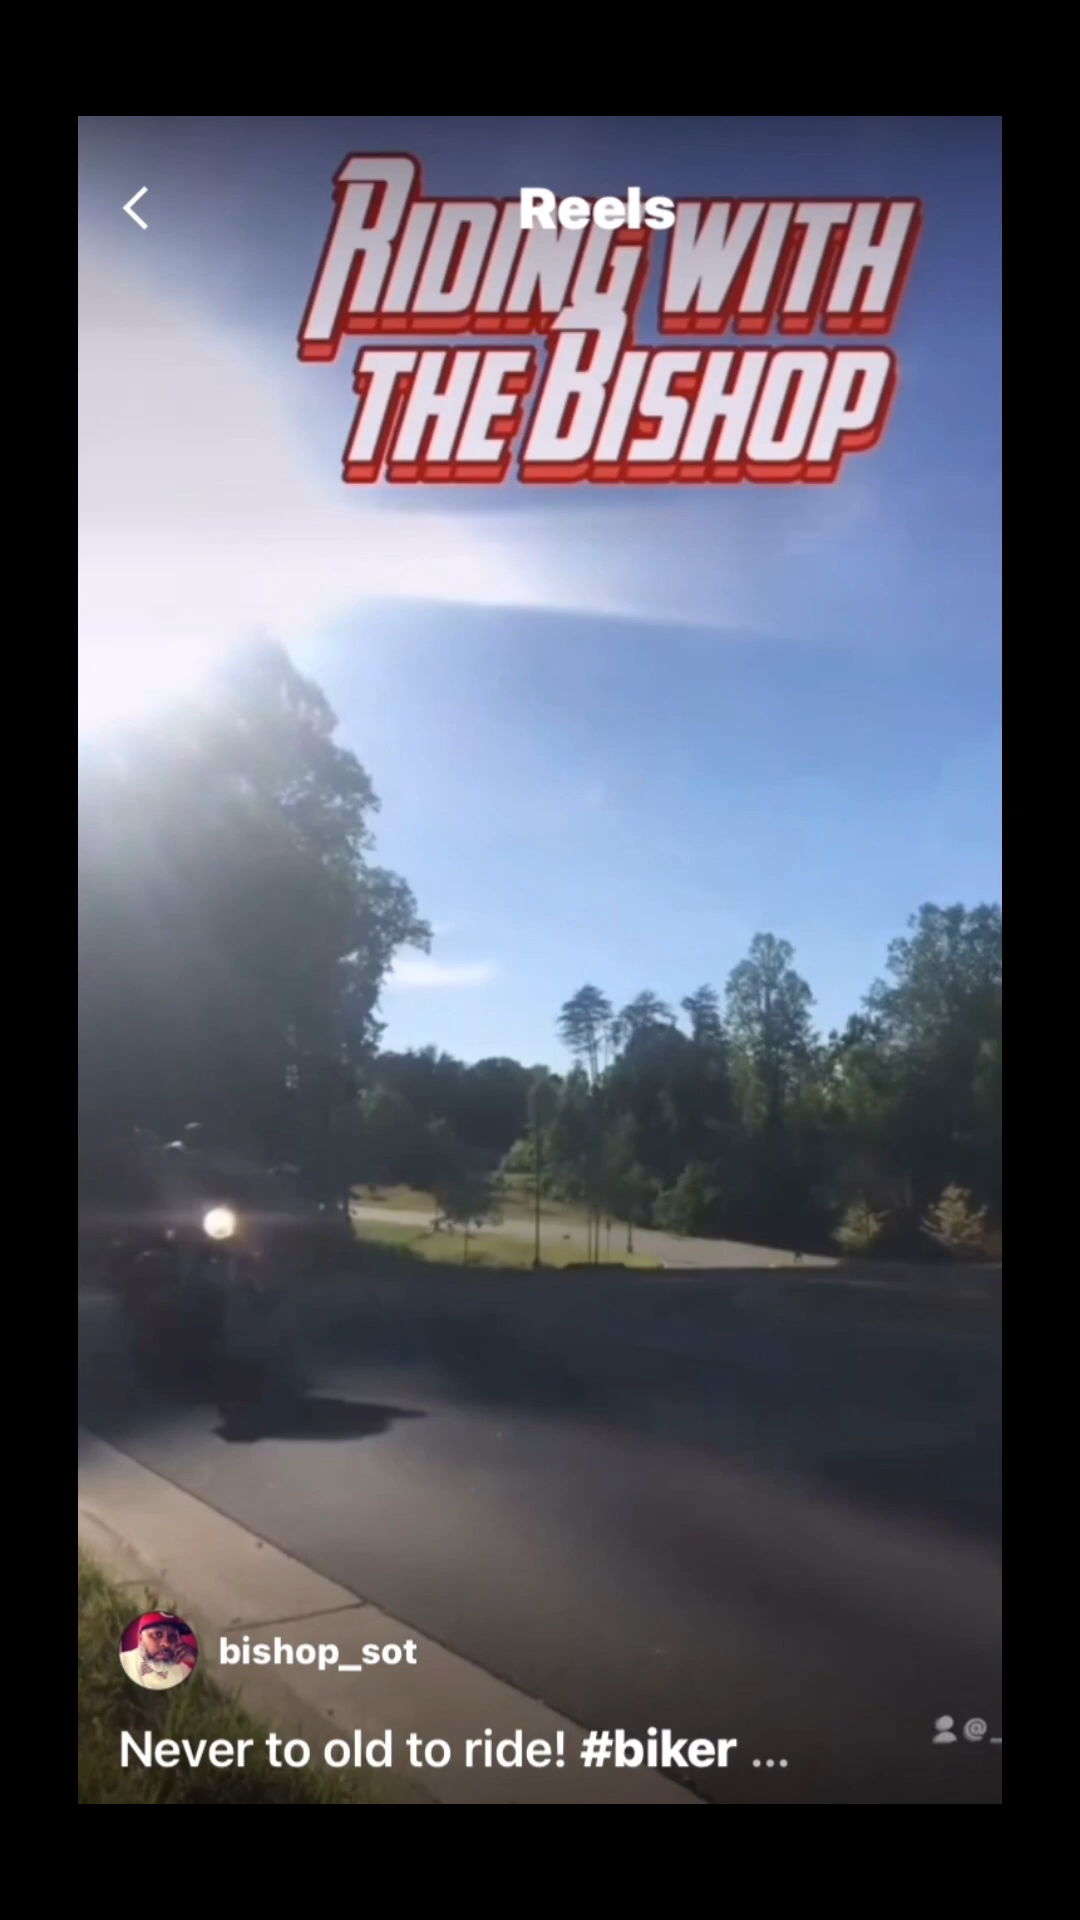 Reels
RIDING WITH
THE BISHOP
bishop_sot
Never to old to ride! #biker ...
@_